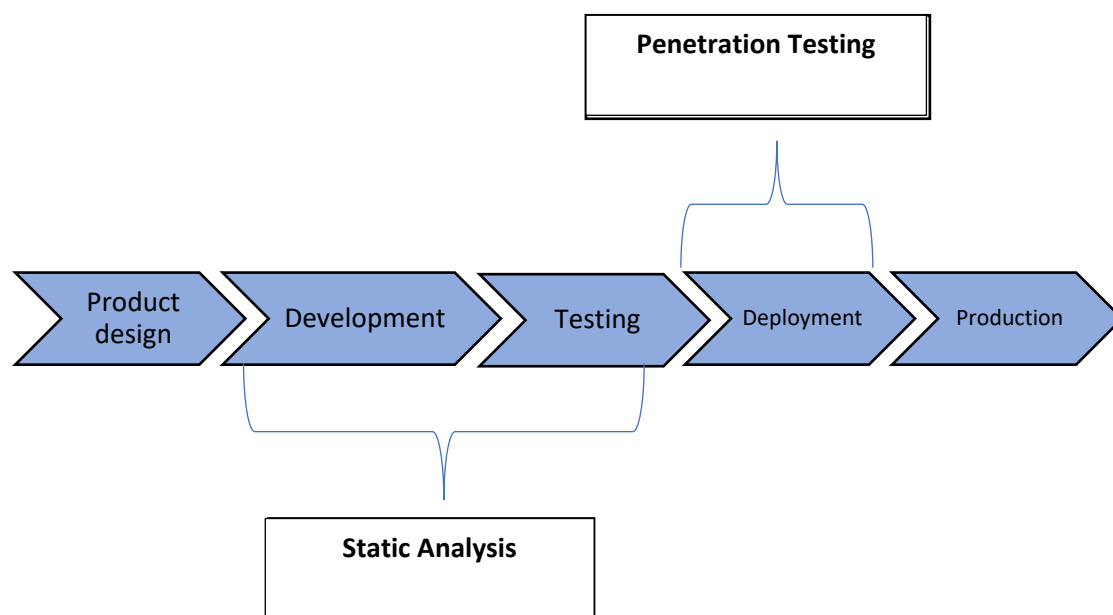 Penetration Testing
Product
design
Development
Testing
Deployment
Production
Static Analysis